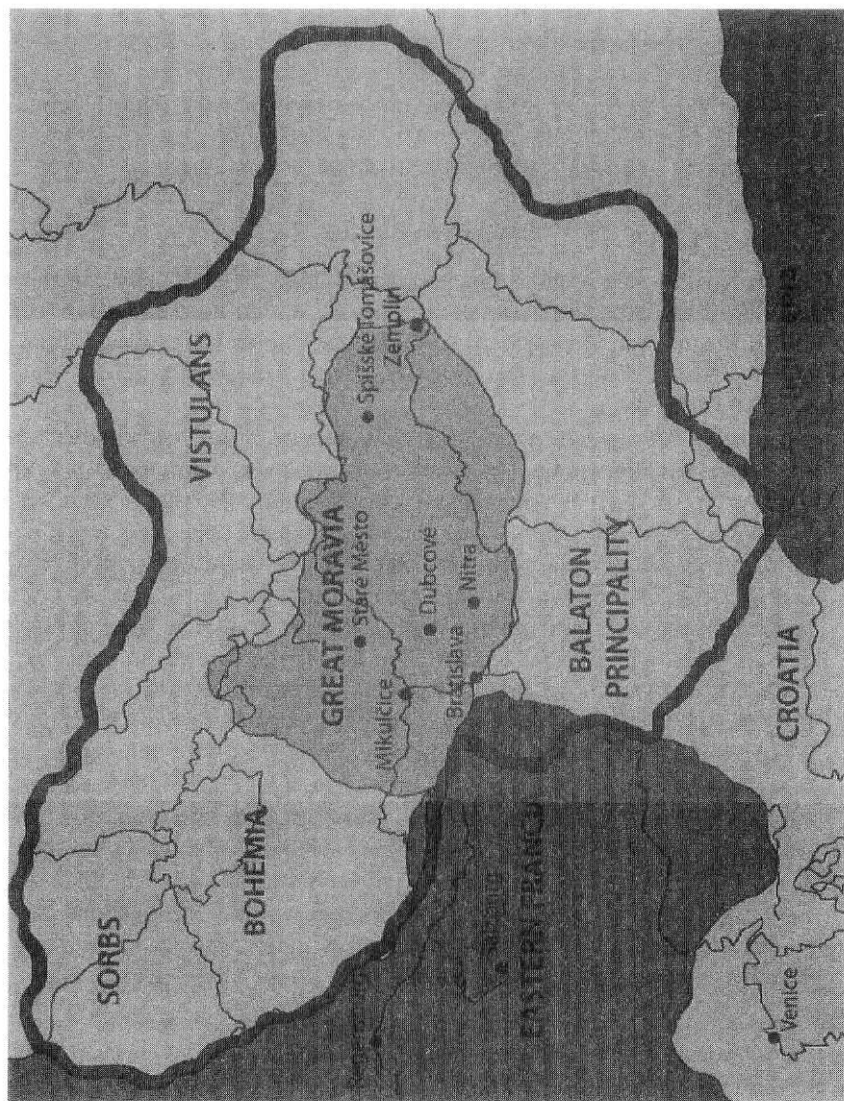 SORBS
VISTULANS
BOHEMIA
GREAT MORAVIA
Staré Město
Spišské Tomášovice
Mikulčice
Zemplín
Dubcové
Bratislava
Nitra
EASTERN FRANCIA
BALATON
PRINCIPALITY
Venice
CROATIA